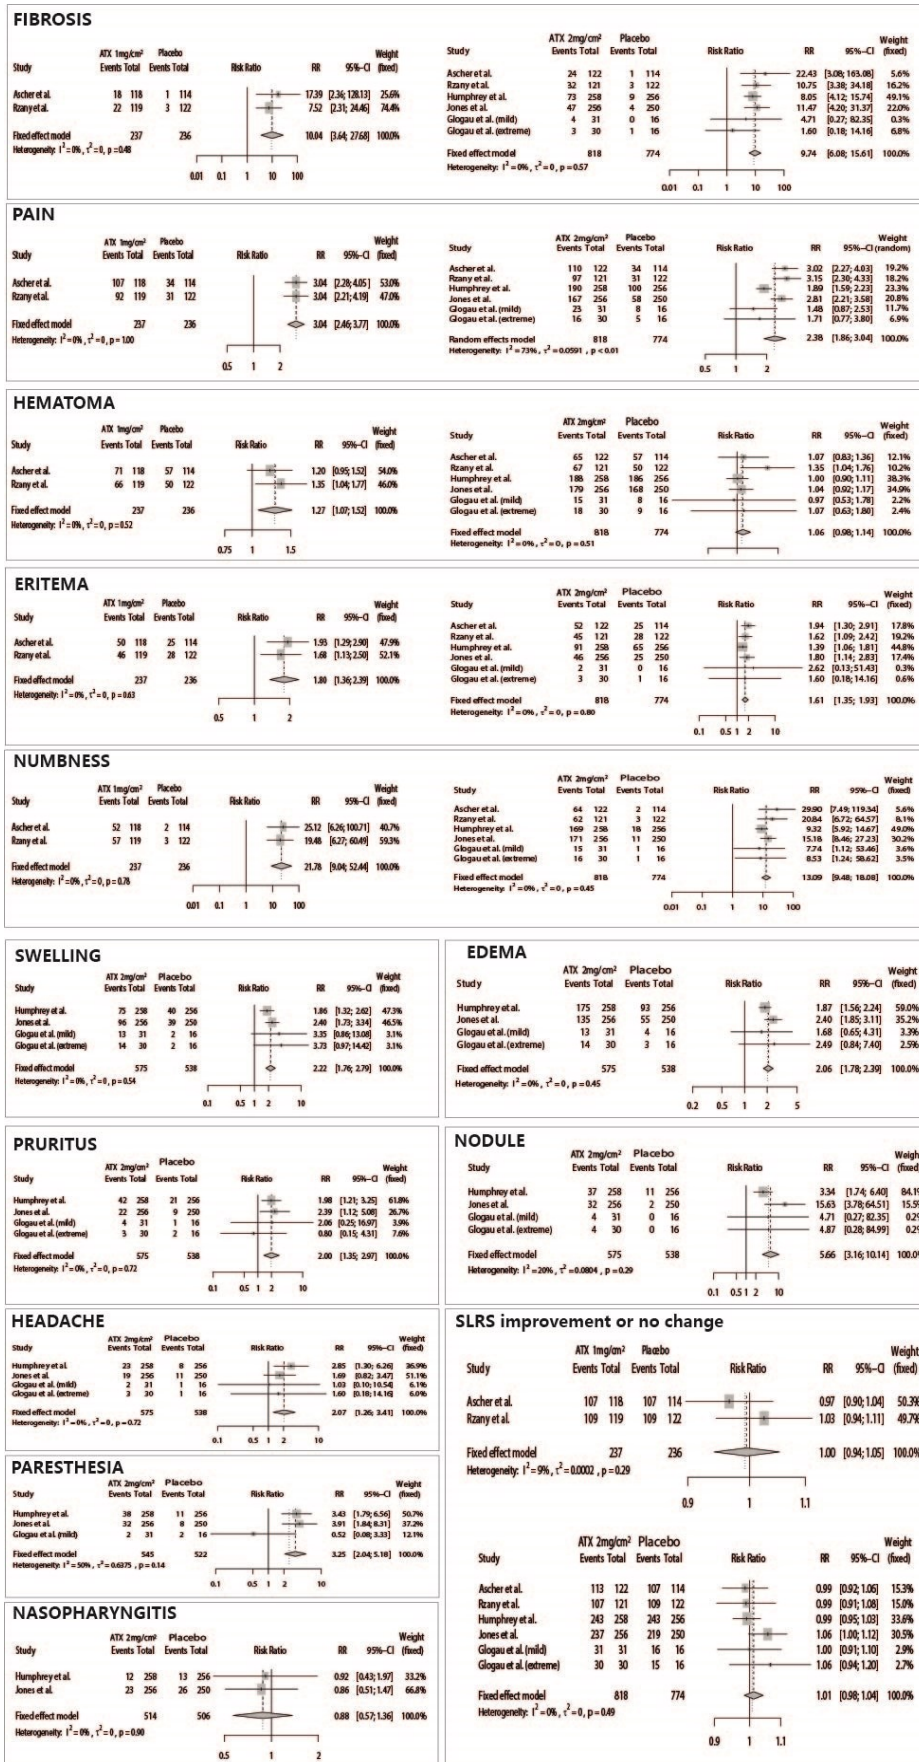 FIBROSIS
ATX 1mg/cm² Placebo Weight
Study Events Total Events Total Risk Ratio RR 95%-CI (fixed)
Ascher et al. 18 118 1 114 17.39 [2.36; 128.13] 25.6%
Rzany et al. 22 119 3 122 7.52 [2.31; 24.46] 74.4%
Fixed effect model 237 236 10.04 [3.64; 27.68] 100.0%
Heterogeneity: I² = 0%, τ² = 0, p = 0.48
0.01 0.1 1 10 100
ATX 2mg/cm² Placebo Weight
Study Events Total Events Total Risk Ratio RR 95%-CI (fixed)
Ascher et al. 24 122 1 114 22.43 [3.08; 163.08] 5.6%
Rzany et al. 32 121 3 122 10.75 [3.38; 34.18] 16.2%
Humphrey et al. 73 258 9 256 8.05 [4.12; 15.74] 49.1%
Jones et al. 47 256 4 250 11.47 [4.20; 31.37] 22.0%
Glogau et al. (mild) 4 31 0 16 4.71 [0.27; 82.35] 0.3%
Glogau et al. (extreme) 3 30 1 16 1.60 [0.18; 14.16] 6.0%
Fixed effect model 818 774 9.74 [6.08; 15.61] 100.0%
Heterogeneity: I² = 0%, τ² = 0, p = 0.57
0.01 0.1 1 10 100
PAIN
ATX 1mg/cm² Placebo Weight
Study Events Total Events Total Risk Ratio RR 95%-CI (fixed)
Ascher et al. 107 118 34 114 3.04 [2.28; 4.05] 53.0%
Rzany et al. 92 119 31 122 3.04 [2.21; 4.19] 47.0%
Fixed effect model 237 236 3.04 [2.46; 3.77] 100.0%
Heterogeneity: I² = 0%, τ² = 0, p = 1.00
0.5 1 2
ATX 2mg/cm² Placebo Weight
Study Events Total Events Total Risk Ratio RR 95%-CI (random)
Ascher et al. 110 122 34 114 3.02 [2.27; 4.03] 19.2%
Rzany et al. 97 121 31 122 3.15 [2.30; 4.33] 18.2%
Humphrey et al. 190 258 100 256 1.89 [1.59; 2.23] 23.3%
Jones et al. 167 256 58 250 2.81 [2.21; 3.58] 20.8%
Glogau et al. (mild) 23 31 8 16 1.48 [0.87; 2.53] 11.7%
Glogau et al. (extreme) 16 30 5 16 1.71 [0.77; 3.80] 6.9%
Random effects model 818 774 2.38 [1.86; 3.04] 100.0%
Heterogeneity: I² = 73%, τ² = 0.0591, p < 0.01
0.5 1 2
HEMATOMA
ATX 1mg/cm² Placebo Weight
Study Events Total Events Total Risk Ratio RR 95%-CI (fixed)
Ascher et al. 71 118 57 114 1.20 [0.95; 1.52] 54.0%
Rzany et al. 66 119 50 122 1.35 [1.04; 1.77] 46.0%
Fixed effect model 237 236 1.27 [1.07; 1.52] 100.0%
Heterogeneity: I² = 0%, τ² = 0, p = 0.52
0.75 1 1.5
ATX 2mg/cm² Placebo Weight
Study Events Total Events Total Risk Ratio RR 95%-CI (fixed)
Ascher et al. 65 122 57 114 1.07 [0.83; 1.36] 12.1%
Rzany et al. 67 121 50 122 1.35 [1.04; 1.76] 10.2%
Humphrey et al. 188 258 186 256 1.00 [0.90; 1.11] 38.3%
Jones et al. 179 256 168 250 1.04 [0.92; 1.17] 34.9%
Glogau et al. (mild) 15 31 8 16 0.97 [0.53; 1.78] 2.2%
Glogau et al. (extreme) 18 30 9 16 1.07 [0.63; 1.80] 2.4%
Fixed effect model 818 774 1.06 [0.98; 1.14] 100.0%
Heterogeneity: I² = 0%, τ² = 0, p = 0.51
1 2
ERITEMA
ATX 1mg/cm² Placebo Weight
Study Events Total Events Total Risk Ratio RR 95%-CI (fixed)
Ascher et al. 50 118 25 114 1.93 [1.29; 2.90] 47.9%
Rzany et al. 46 119 28 122 1.68 [1.13; 2.50] 52.1%
Fixed effect model 237 236 1.80 [1.36; 2.39] 100.0%
Heterogeneity: I² = 0%, τ² = 0, p = 0.63
0.5 1 2
ATX 2mg/cm² Placebo Weight
Study Events Total Events Total Risk Ratio RR 95%-CI (fixed)
Ascher et al. 52 122 25 114 1.94 [1.30; 2.91] 17.8%
Rzany et al. 45 121 28 122 1.62 [1.09; 2.42] 19.2%
Humphrey et al. 91 258 65 256 1.39 [1.06; 1.81] 44.8%
Jones et al. 46 256 25 250 1.80 [1.14; 2.83] 17.4%
Glogau et al. (mild) 2 31 0 16 2.62 [0.13; 51.43] 0.3%
Glogau et al. (extreme) 3 30 1 16 1.60 [0.18; 14.16] 0.6%
Fixed effect model 818 774 1.61 [1.35; 1.93] 100.0%
Heterogeneity: I² = 0%, τ² = 0, p = 0.80
0.1 0.5 1 2 10
NUMBNESS
ATX 1mg/cm² Placebo Weight
Study Events Total Events Total Risk Ratio RR 95%-CI (fixed)
Ascher et al. 52 118 2 114 25.12 [6.26; 100.71] 40.7%
Rzany et al. 57 119 3 122 19.48 [6.27; 60.49] 59.3%
Fixed effect model 237 236 21.78 [9.04; 52.44] 100.0%
Heterogeneity: I² = 0%, τ² = 0, p = 0.78
0.01 0.1 1 10 100
ATX 2mg/cm² Placebo Weight
Study Events Total Events Total Risk Ratio RR 95%-CI (fixed)
Ascher et al. 64 122 2 114 29.90 [7.49; 119.34] 5.6%
Rzany et al. 62 121 3 122 20.84 [6.72; 64.57] 8.1%
Humphrey et al. 169 258 18 256 9.32 [5.92; 14.67] 49.0%
Jones et al. 171 256 11 250 15.18 [8.46; 27.23] 30.2%
Glogau et al. (mild) 15 31 1 16 7.74 [1.12; 53.46] 3.6%
Glogau et al. (extreme) 16 30 1 16 8.53 [1.24; 58.62] 3.5%
Fixed effect model 818 774 13.09 [9.48; 18.08] 100.0%
Heterogeneity: I² = 0%, τ² = 0, p = 0.45
0.01 0.1 1 10 100
SWELLING
ATX 2mg/cm² Placebo Weight
Study Events Total Events Total Risk Ratio RR 95%-CI (fixed)
Humphrey et al. 75 258 40 256 1.86 [1.32; 2.62] 47.3%
Jones et al. 96 256 39 250 2.40 [1.73; 3.34] 46.5%
Glogau et al. (mild) 13 31 2 16 3.35 [0.86; 13.08] 3.1%
Glogau et al. (extreme) 14 30 2 16 3.73 [0.97; 14.42] 3.1%
Fixed effect model 575 538 2.22 [1.76; 2.79] 100.0%
Heterogeneity: I² = 0%, τ² = 0, p = 0.54
0.1 0.5 1 2 10
EDEMA
ATX 2mg/cm² Placebo Weight
Study Events Total Events Total Risk Ratio RR 95%-CI (fixed)
Humphrey et al. 175 258 93 256 1.87 [1.56; 2.24] 59.0%
Jones et al. 135 256 55 250 2.40 [1.85; 3.11] 35.2%
Glogau et al. (mild) 13 31 4 16 1.68 [0.65; 4.31] 3.3%
Glogau et al. (extreme) 14 30 3 16 2.49 [0.84; 7.40] 2.5%
Fixed effect model 575 538 2.06 [1.78; 2.39] 100.0%
Heterogeneity: I² = 0%, τ² = 0, p = 0.45
0.2 0.5 1 2 5
PRURITUS
ATX 2mg/cm² Placebo Weight
Study Events Total Events Total Risk Ratio RR 95%-CI (fixed)
Humphrey et al. 42 258 21 256 1.98 [1.21; 3.25] 61.8%
Jones et al. 22 256 9 250 2.39 [1.12; 5.08] 26.7%
Glogau et al. (mild) 4 31 1 16 2.06 [0.25; 16.97] 3.9%
Glogau et al. (extreme) 3 30 2 16 0.80 [0.15; 4.31] 7.6%
Fixed effect model 575 538 2.00 [1.35; 2.97] 100.0%
Heterogeneity: I² = 0%, τ² = 0, p = 0.72
0.1 0.5 1 2 10
NODULE
ATX 2mg/cm² Placebo Weight
Study Events Total Events Total Risk Ratio RR 95%-CI (fixed)
Humphrey et al. 37 258 11 256 3.34 [1.74; 6.40] 84.1%
Jones et al. 32 256 2 250 15.63 [3.78; 64.51] 15.5%
Glogau et al. (mild) 4 31 0 16 4.71 [0.27; 82.35] 0.2%
Glogau et al. (extreme) 4 30 0 16 4.87 [0.28; 84.99] 0.2%
Fixed effect model 575 538 5.66 [3.16; 10.14] 100.0%
Heterogeneity: I² = 20%, τ² = 0.0804, p = 0.29
0.1 0.5 1 2 10
HEADACHE
ATX 2mg/cm² Placebo Weight
Study Events Total Events Total Risk Ratio RR 95%-CI (fixed)
Humphrey et al. 23 258 8 256 2.85 [1.30; 6.26] 36.9%
Jones et al. 19 256 11 250 1.69 [0.82; 3.47] 51.1%
Glogau et al. (mild) 2 31 1 16 1.03 [0.10; 10.54] 6.1%
Glogau et al. (extreme) 3 30 1 16 1.60 [0.18; 14.16] 6.0%
Fixed effect model 575 538 2.07 [1.26; 3.41] 100.0%
Heterogeneity: I² = 0%, τ² = 0, p = 0.72
0.1 0.5 1 2 10
PARESTHESIA
ATX 2mg/cm² Placebo Weight
Study Events Total Events Total Risk Ratio RR 95%-CI (fixed)
Humphrey et al. 38 258 11 256 3.43 [1.79; 6.56] 50.7%
Jones et al. 32 256 8 250 3.91 [1.84; 8.31] 37.2%
Glogau et al. (mild) 2 31 2 16 0.52 [0.08; 3.33] 12.1%
Fixed effect model 545 522 3.25 [2.04; 5.18] 100.0%
Heterogeneity: I² = 50%, τ² = 0.6375, p = 0.14
0.1 0.5 1 2 10
NASOPHARYNGITIS
ATX 2mg/cm² Placebo Weight
Study Events Total Events Total Risk Ratio RR 95%-CI (fixed)
Humphrey et al. 12 258 13 256 0.92 [0.43; 1.97] 33.2%
Jones et al. 23 256 26 250 0.86 [0.51; 1.47] 66.8%
Fixed effect model 514 506 0.88 [0.57; 1.36] 100.0%
Heterogeneity: I² = 0%, τ² = 0, p = 0.90
0.5 1 2
SLRS improvement or no change
ATX 1mg/cm² Placebo Weight
Study Events Total Events Total Risk Ratio RR 95%-CI (fixed)
Ascher et al. 107 118 107 114 0.97 [0.90; 1.04] 50.3%
Rzany et al. 109 119 109 122 1.03 [0.94; 1.11] 49.7%
Fixed effect model 237 236 1.00 [0.94; 1.05] 100.0%
Heterogeneity: I² = 9%, τ² = 0.0002, p = 0.29
0.9 1 1.1
ATX 2mg/cm² Placebo Weight
Study Events Total Events Total Risk Ratio RR 95%-CI (fixed)
Ascher et al. 113 122 107 114 0.99 [0.92; 1.06] 15.3%
Rzany et al. 107 121 109 122 0.99 [0.91; 1.08] 15.0%
Humphrey et al. 243 258 243 256 0.99 [0.95; 1.03] 33.6%
Jones et al. 237 256 219 250 1.06 [1.00; 1.12] 30.5%
Glogau et al. (mild) 31 31 16 16 1.00 [0.91; 1.10] 2.9%
Glogau et al. (extreme) 30 30 15 16 1.06 [0.94; 1.20] 2.7%
Fixed effect model 818 774 1.01 [0.98; 1.04] 100.0%
Heterogeneity: I² = 0%, τ² = 0, p = 0.49
0.9 1 1.1